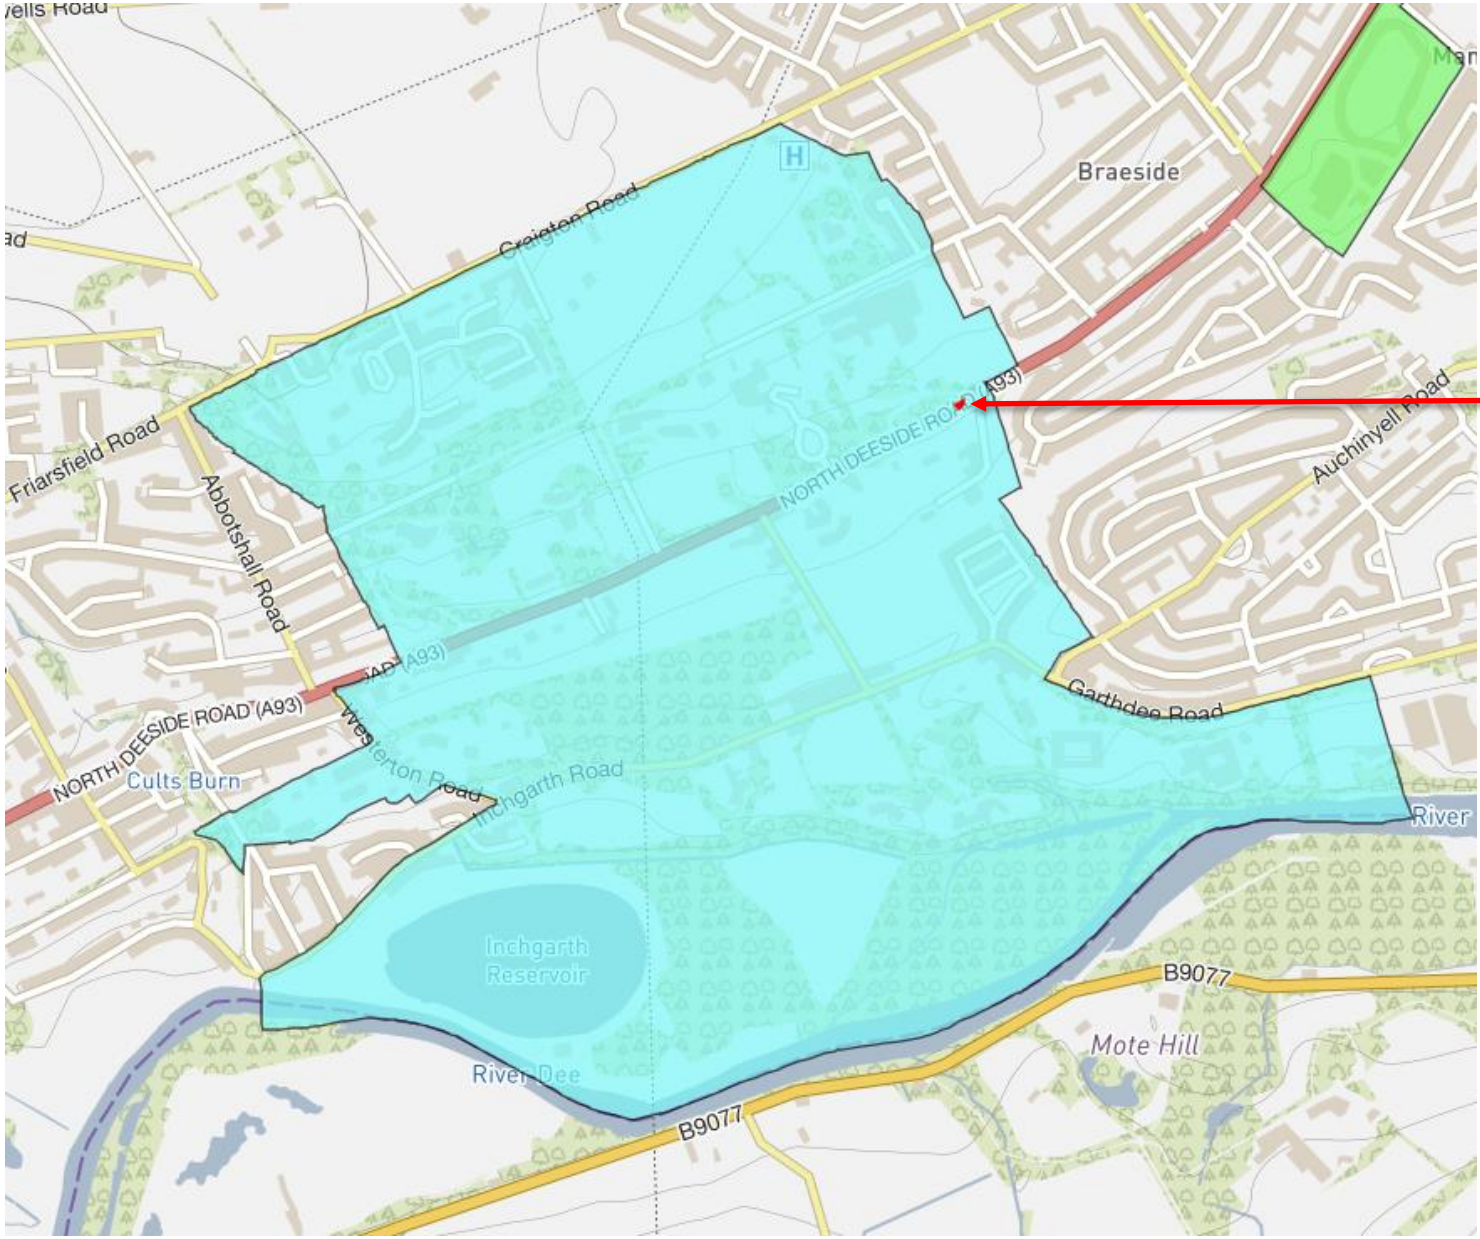 ells Road
Man
H
Braeside
Craigton Road
ad
NORTH DEESIDE ROAD (A93)
Auchinyell Road
Friarsfield Road
Abbotshall Road
AD (A93)
Garthdee Road
NORTH DEESIDE ROAD (A93)
Westerton Road
Cults Burn
Inchgarth Road
River
Inchgarth
Reservoir
B9077
Mote Hill
River Dee
B9077